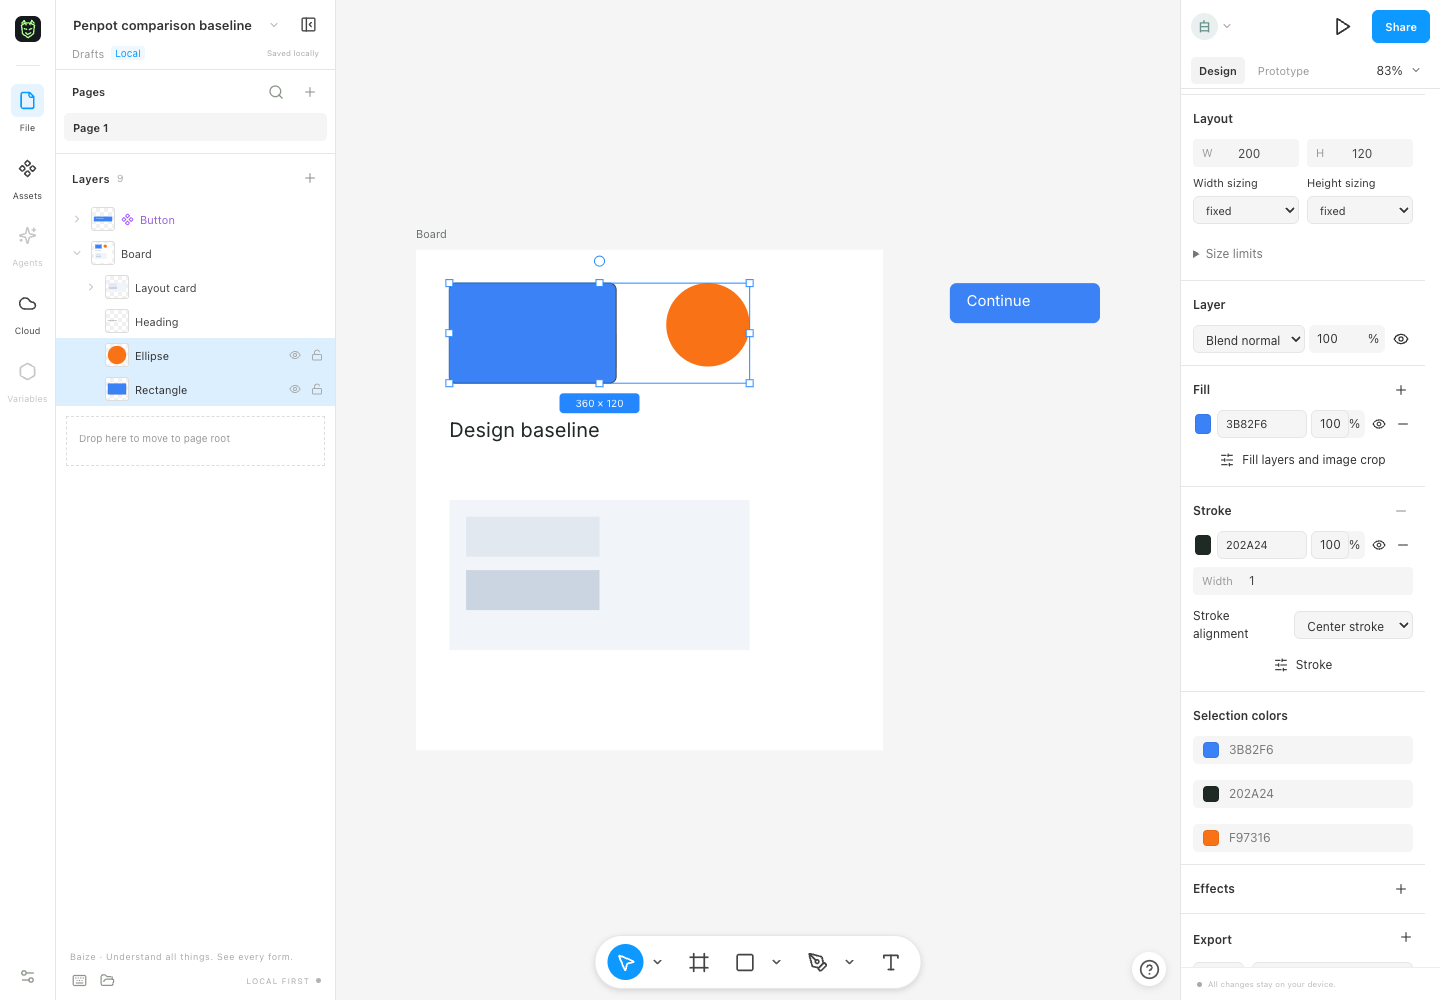 Penpot comparison baseline
Drafts
Local
Saved locally
File
Assets
Agents
Cloud
Variables
Pages
Page 1
Layers 9
Button
Board
Layout card
Heading
Ellipse
Rectangle
Drop here to move to page root
Baize · Understand all things. See every form.
LOCAL FIRST
Board
360 × 120
Design baseline
Continue
白
Share
Design
Prototype
83%
Layout
W 200
H 120
Width sizing
Height sizing
fixed
fixed
Size limits
Layer
Blend normal
100 %
Fill
3B82F6
100 %
Fill layers and image crop
Stroke
202A24
100 %
Width 1
Stroke
alignment
Center stroke
Stroke
Selection colors
3B82F6
202A24
F97316
Effects
Export
All changes stay on your device.